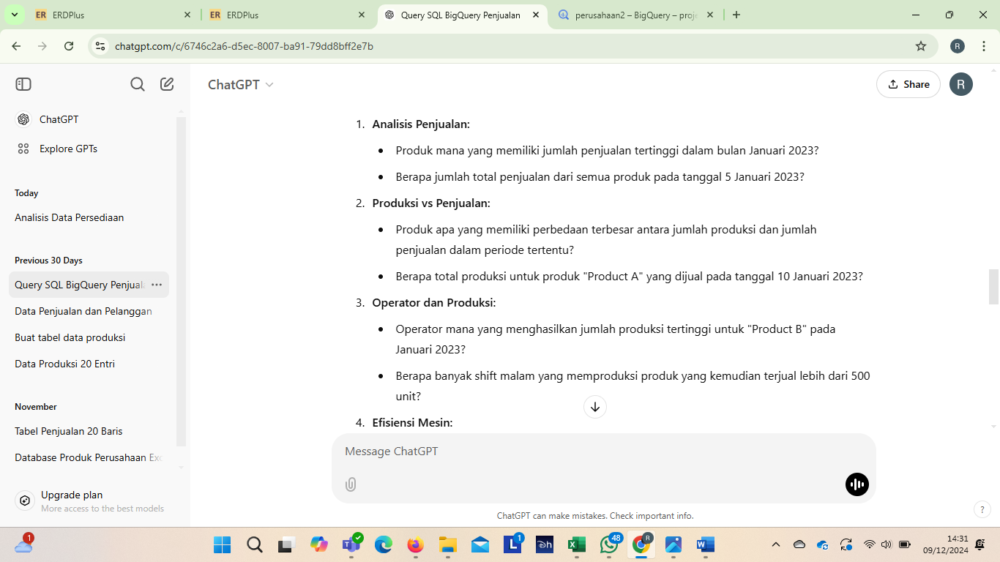 ER ERDPlus
ER ERDPlus
Query SQL BigQuery Penjualan
perusahaan2 – BigQuery – proje
chatgpt.com/c/6746c2a6-d5ec-8007-ba91-79dd8bff2e7b
R
ChatGPT
Share
R
ChatGPT
Explore GPTs
Today
Analisis Data Persediaan
Previous 30 Days
Query SQL BigQuery Penjual
Data Penjualan dan Pelanggan
Buat tabel data produksi
Data Produksi 20 Entri
November
Tabel Penjualan 20 Baris
Database Produk Perusahaan Exc
Upgrade plan
More access to the best models
1. Analisis Penjualan:
• Produk mana yang memiliki jumlah penjualan tertinggi dalam bulan Januari 2023?
• Berapa jumlah total penjualan dari semua produk pada tanggal 5 Januari 2023?
2. Produksi vs Penjualan:
• Produk apa yang memiliki perbedaan terbesar antara jumlah produksi dan jumlah
penjualan dalam periode tertentu?
• Berapa total produksi untuk produk "Product A" yang dijual pada tanggal 10 Januari 2023?
3. Operator dan Produksi:
• Operator mana yang menghasilkan jumlah produksi tertinggi untuk "Product B" pada
Januari 2023?
• Berapa banyak shift malam yang memproduksi produk yang kemudian terjual lebih dari 500
unit?
4. Efisiensi Mesin:
Message ChatGPT
ChatGPT can make mistakes. Check important info.
?
1
L 1
48
R
14:31
09/12/2024